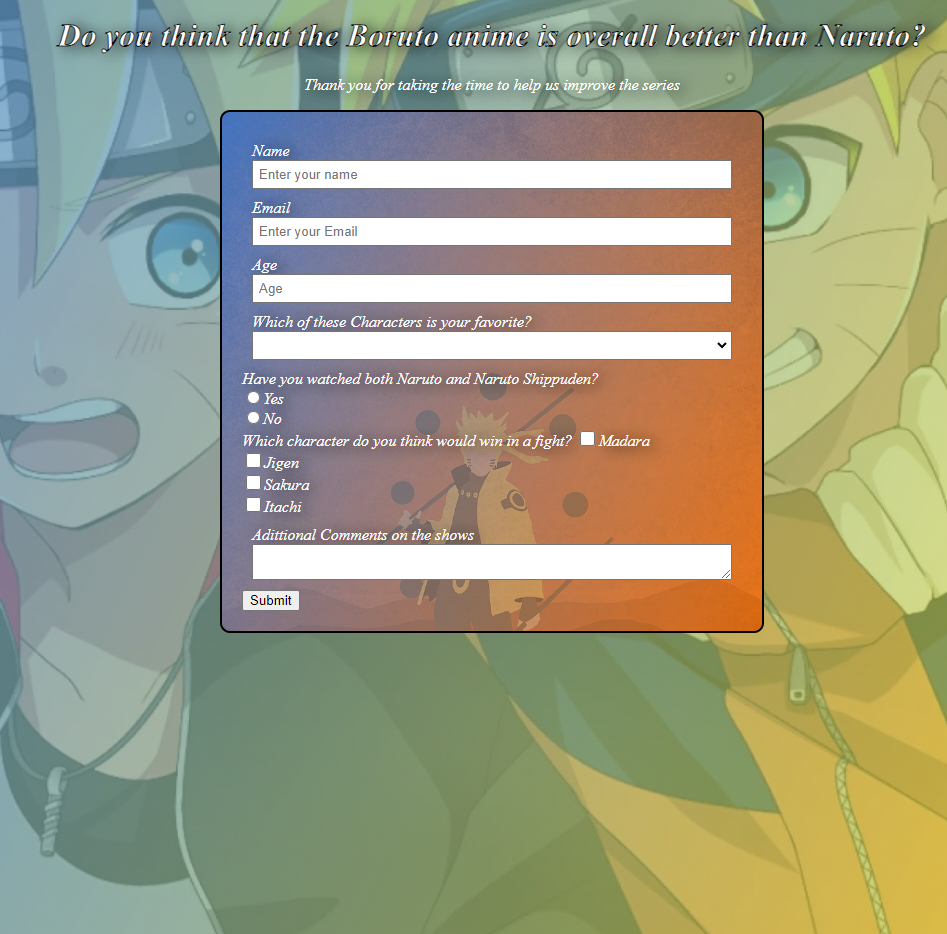 Do you think that the Boruto anime is overall better than Naruto?
Thank you for taking the time to help us improve the series
Name
Enter your name
Email
Enter your Email
Age
Age
Which of these Characters is your favorite?
Have you watched both Naruto and Naruto Shippuden?
Yes
No
Which character do you think would win in a fight? Madara
Jigen
Sakura
Itachi
Adittional Comments on the shows
Submit